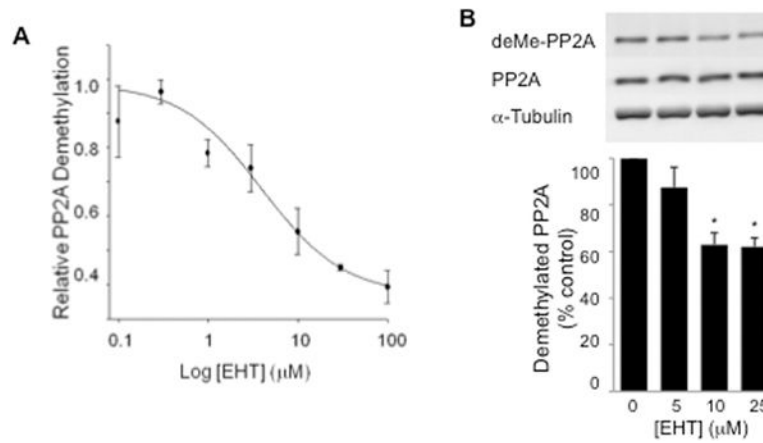 A
Relative PP2A Demethylation
1.0
0.8
0.6
0.4
0.1 1 10 100
Log [EHT] (μM)
B
deMe-PP2A
PP2A
α-Tubulin
Demethylated PP2A
(% control)
100
80
60
40
20
0
* *
0 5 10 25
[EHT] (μM)